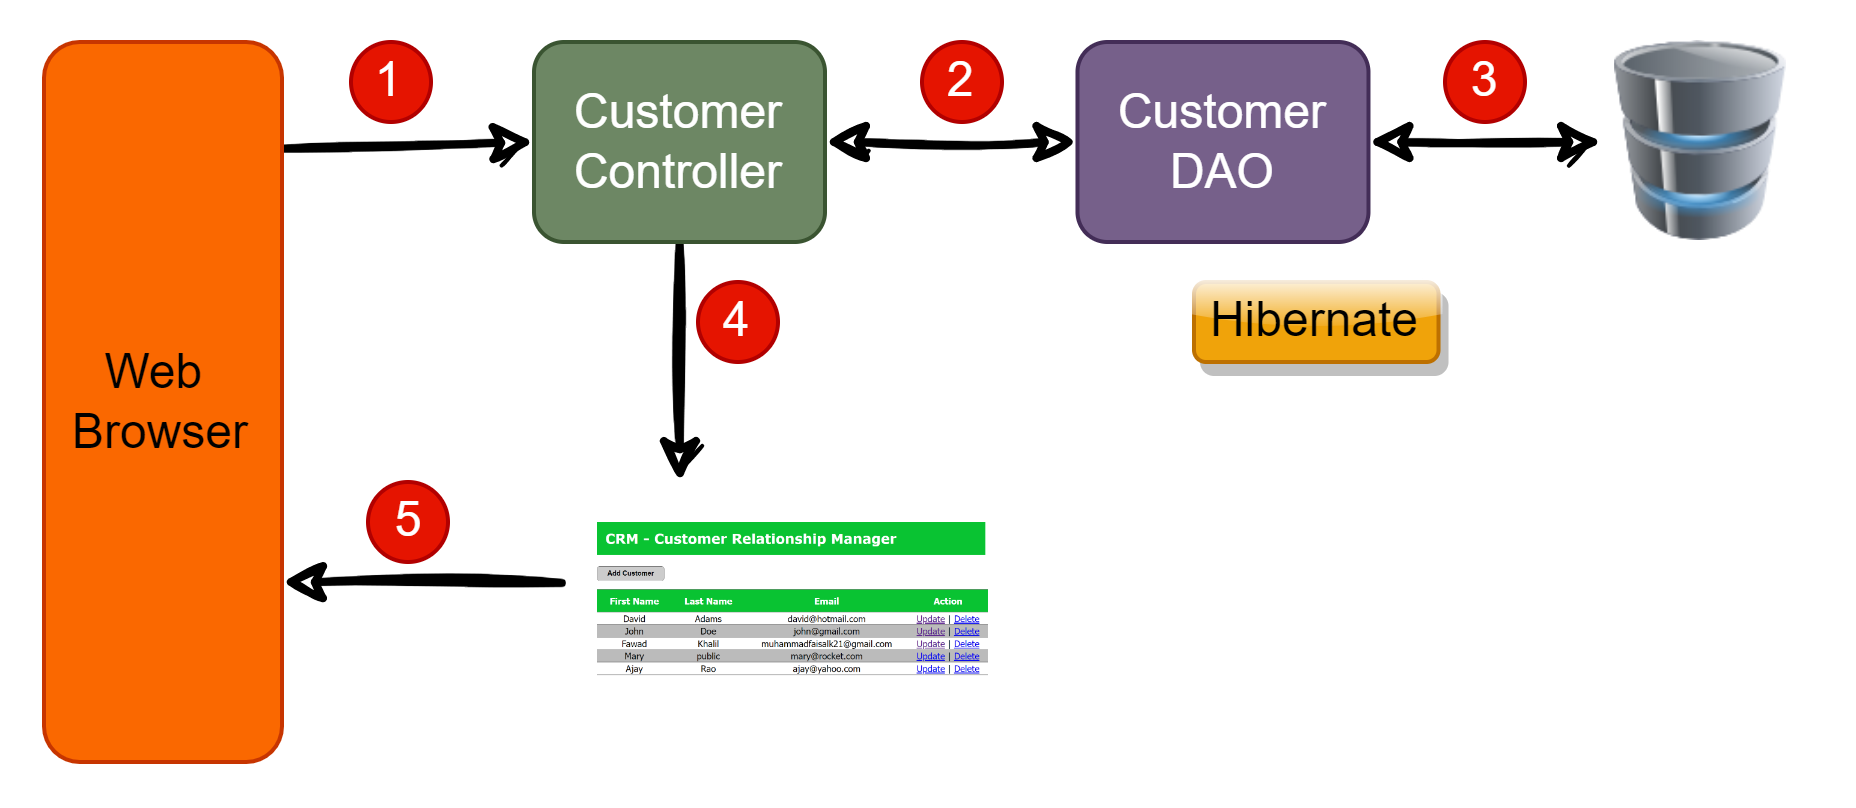 1
2
3
Customer
Controller
Customer
DAO
Hibernate
4
Web
Browser
5
CRM - Customer Relationship Manager
Add Customer
First Name Last Name Email Action
David Adams david@hotmail.com Update | Delete
John Doe john@gmail.com Update | Delete
Fawad Khalil muhammadfaisalk21@gmail.com Update | Delete
Mary public mary@rocket.com Update | Delete
Ajay Rao ajay@yahoo.com Update | Delete